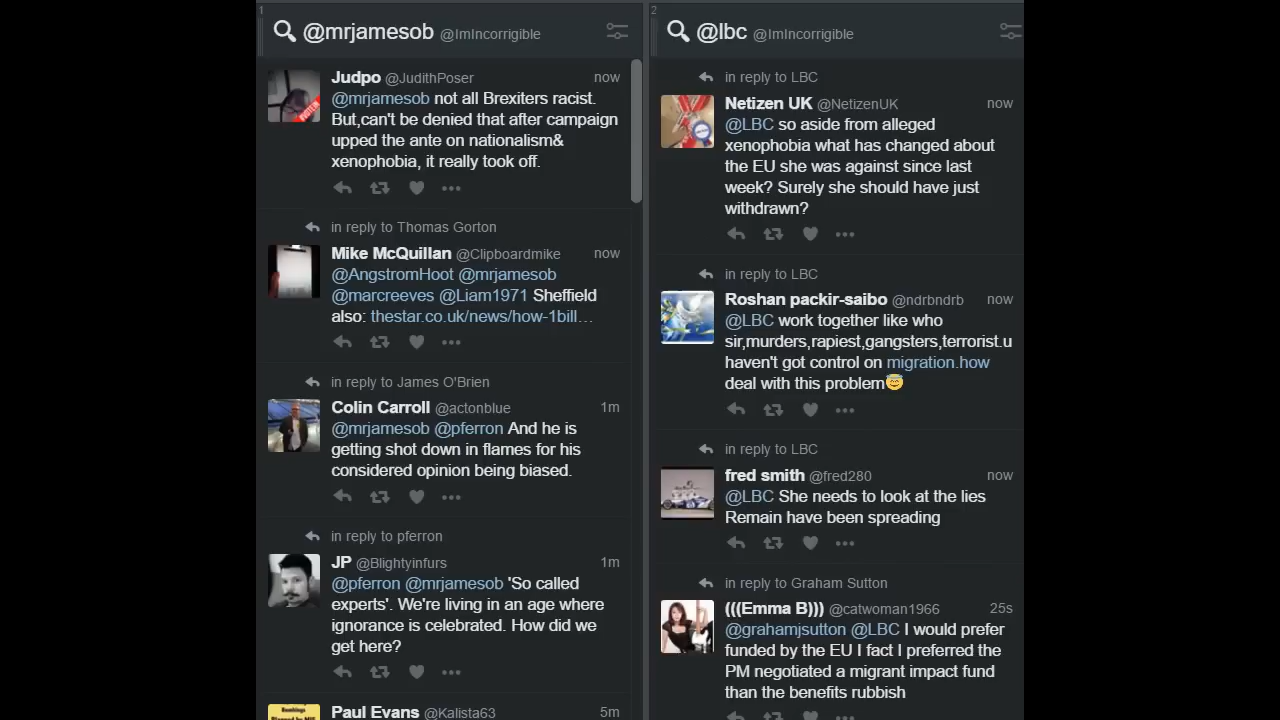 1
@mrjamesob @ImIncorrigible
Judpo @JudithPoser now
@mrjamesob not all Brexiters racist.
But,can't be denied that after campaign
upped the ante on nationalism&
xenophobia, it really took off.
in reply to Thomas Gorton
Mike McQuillan @Clipboardmike now
@AngstromHoot @mrjamesob
@marcreeves @Liam1971 Sheffield
also: thestar.co.uk/news/how-1bill…
in reply to James O'Brien
Colin Carroll @actonblue 1m
@mrjamesob @pferron And he is
getting shot down in flames for his
considered opinion being biased.
in reply to pferron
JP @Blightyinfurs 1m
@pferron @mrjamesob 'So called
experts'. We're living in an age where
ignorance is celebrated. How did we
get here?
Paul Evans @Kalista63 5m
2
@lbc @ImIncorrigible
in reply to LBC
Netizen UK @NetizenUK now
@LBC so aside from alleged
xenophobia what has changed about
the EU she was against since last
week? Surely she should have just
withdrawn?
in reply to LBC
Roshan packir-saibo @ndrbndrb now
@LBC work together like who
sir,murders,rapiest,gangsters,terrorist.u
haven't got control on migration.how
deal with this problem😇
in reply to LBC
fred smith @fred280 now
@LBC She needs to look at the lies
Remain have been spreading
in reply to Graham Sutton
(((Emma B))) @catwoman1966 25s
@grahamjsutton @LBC I would prefer
funded by the EU I fact I preferred the
PM negotiated a migrant impact fund
than the benefits rubbish